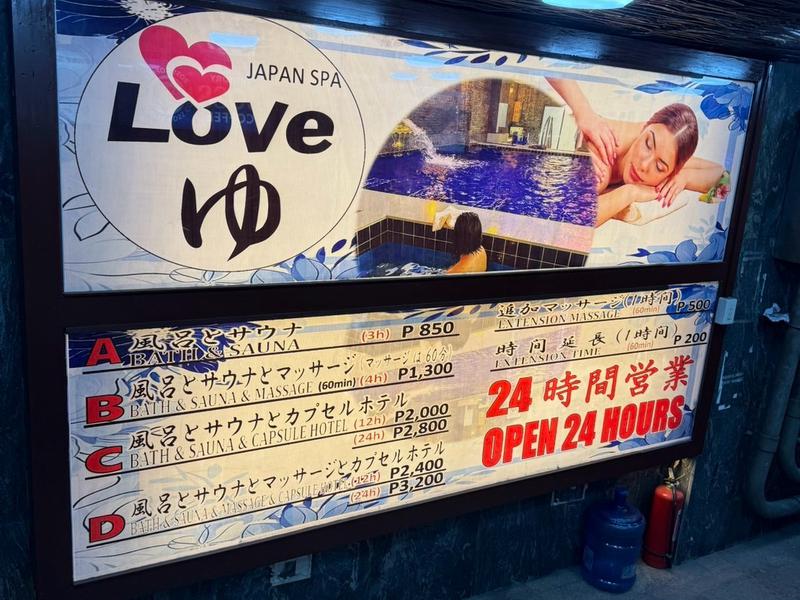 JAPAN SPA
Love
ゆ
A 風呂とサウナ
BATH & SAUNA (3h) P 850
B 風呂とサウナとマッサージ(マッサージは60分)
BATH & SAUNA & MASSAGE (60min) (4h) P1,300
C 風呂とサウナとカプセルホテル
BATH & SAUNA & CAPSULE HOTEL (12h) P2,000
(24h) P2,800
D 風呂とサウナとマッサージとカプセルホテル
BATH & SAUNA & MASSAGE & CAPSULE HOTEL (12h) P2,400
(24h) P3,200
追加マッサージ(1時間) P 500
EXTENSION MASSAGE (60min)
時間延長(1時間) P 200
EXTENSION TIME (60min)
24時間営業
OPEN 24 HOURS